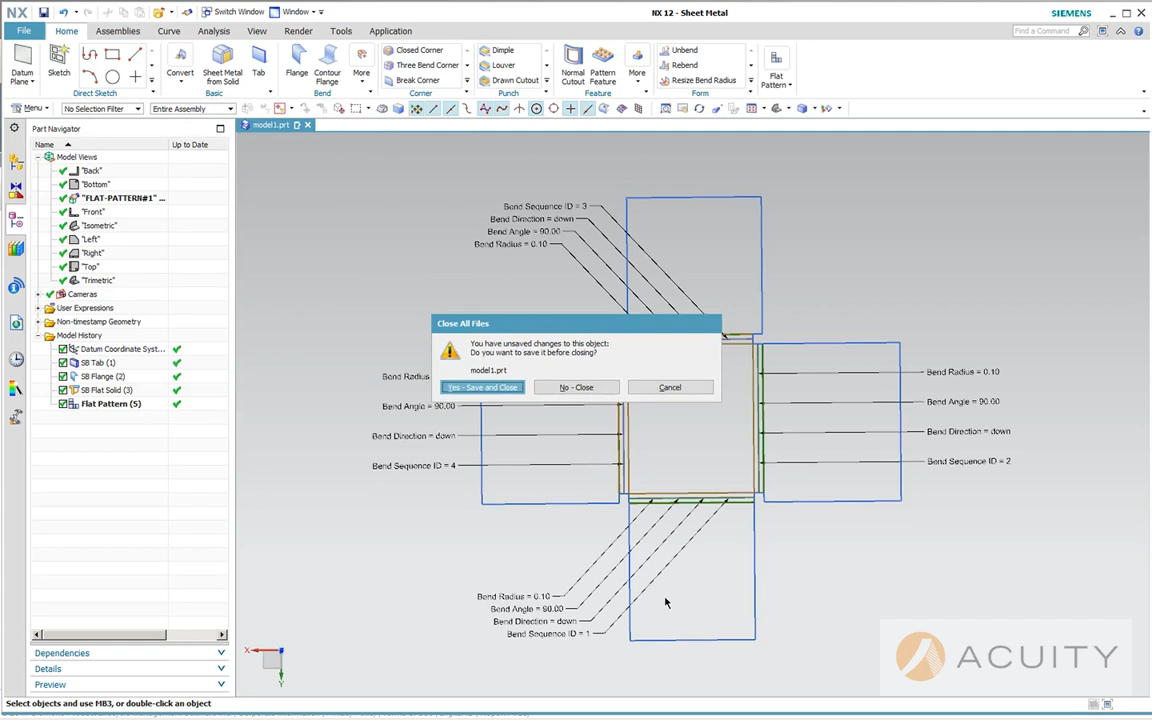 NX
Switch Window
Window
NX 12 - Sheet Metal
SIEMENS
File
Home
Assemblies
Curve
Analysis
View
Render
Tools
Application
Find a Command
Datum Plane
Sketch
Direct Sketch
Convert
Sheet Metal from Solid
Tab
Basic
Flange
Contour Flange
More
Bend
Closed Corner
Three Bend Corner
Break Corner
Corner
Dimple
Louver
Drawn Cutout
Punch
Normal Cutout
Pattern Feature
More
Feature
Unbend
Rebend
Resize Bend Radius
Form
Flat Pattern
Menu
No Selection Filter
Entire Assembly
Part Navigator
model1.prt
Name
Up to Date
Model Views
"Back"
"Bottom"
"FLAT-PATTERN#1" ...
"Front"
"Isometric"
"Left"
"Right"
"Top"
"Trimetric"
Cameras
User Expressions
Non-timestamp Geometry
Model History
Datum Coordinate Syst...
SB Tab (1)
SB Flange (2)
SB Flat Solid (3)
Flat Pattern (5)
Dependencies
Details
Preview
Bend Sequence ID = 3
Bend Direction = down
Bend Angle = 90.00
Bend Radius = 0.10
Close All Files
You have unsaved changes to this object:
Do you want to save it before closing?
model1.prt
Yes - Save and Close
No - Close
Cancel
Bend Radius
Bend Angle = 90.00
Bend Direction = down
Bend Sequence ID = 4
Bend Radius = 0.10
Bend Angle = 90.00
Bend Direction = down
Bend Sequence ID = 2
Bend Radius = 0.10
Bend Angle = 90.00
Bend Direction = down
Bend Sequence ID = 1
X
Y
ACUITY
Select objects and use MB3, or double-click an object